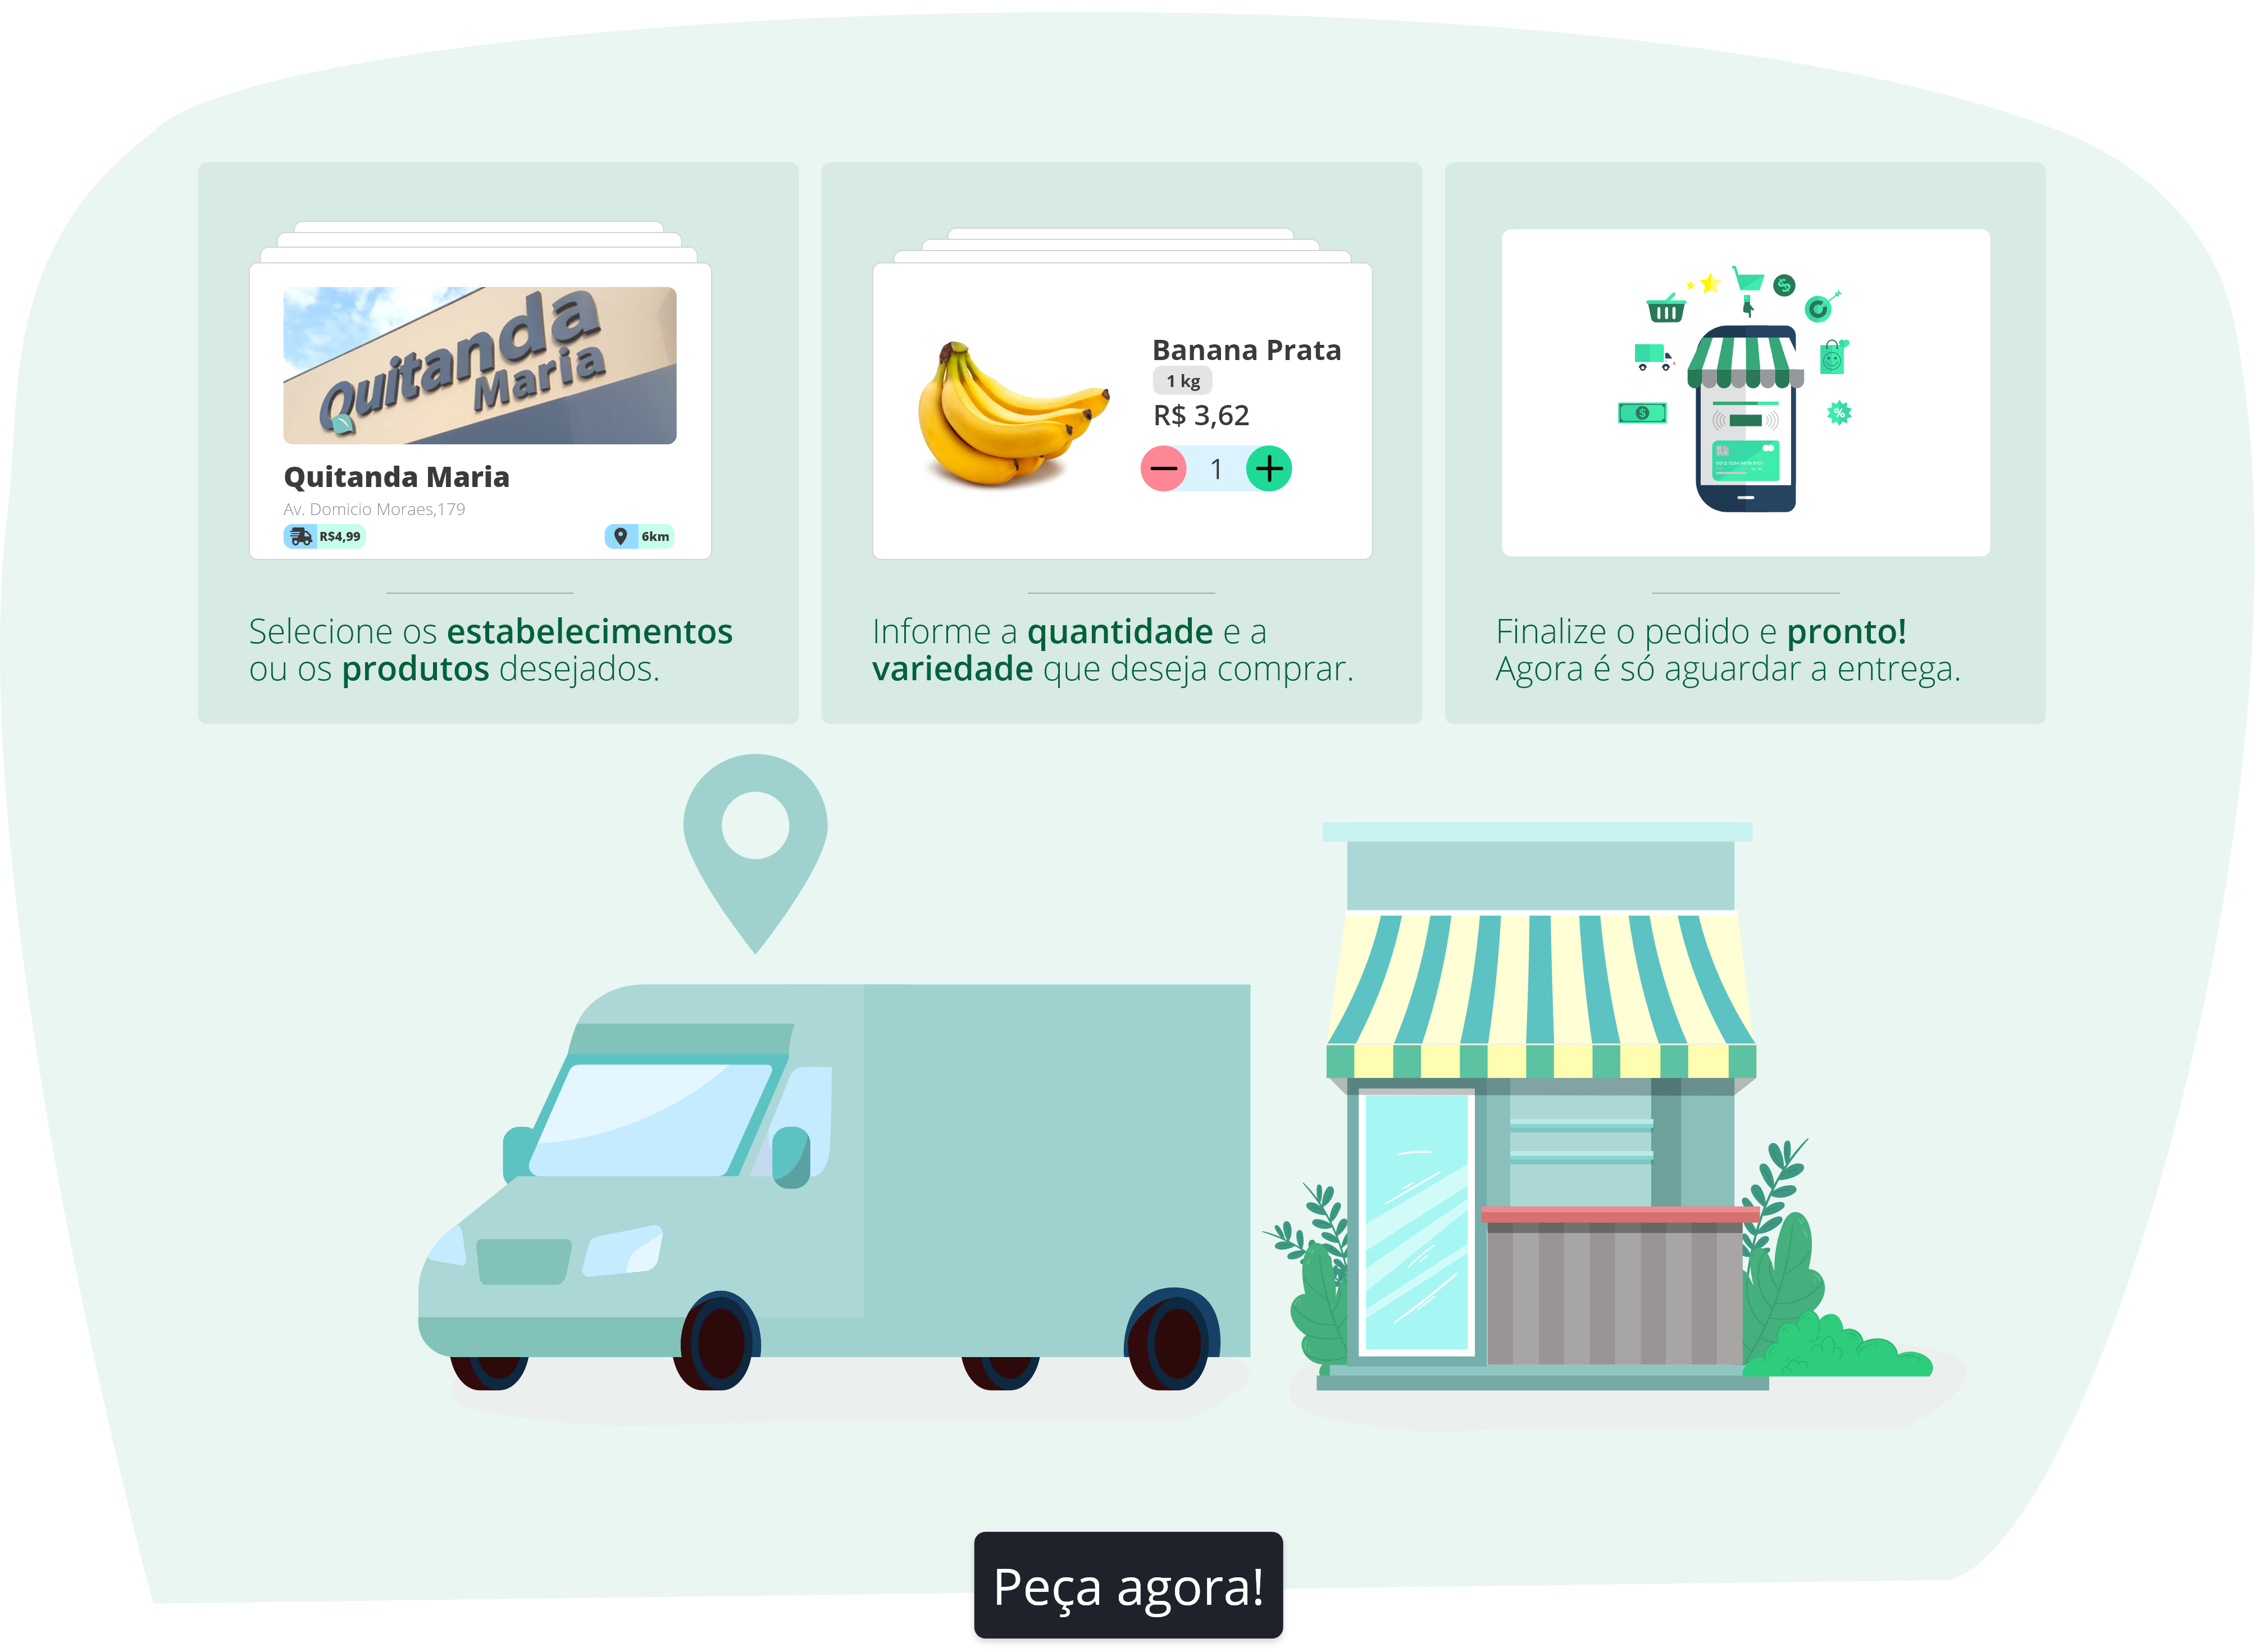 Quitanda
Maria
Quitanda Maria
Av. Domicio Moraes,179
R$4,99
6km
Selecione os estabelecimentos
ou os produtos desejados.
Banana Prata
1 kg
R$ 3,62
1
Informe a quantidade e a
variedade que deseja comprar.
$
$
%
Finalize o pedido e pronto!
Agora é só aguardar a entrega.
Peça agora!